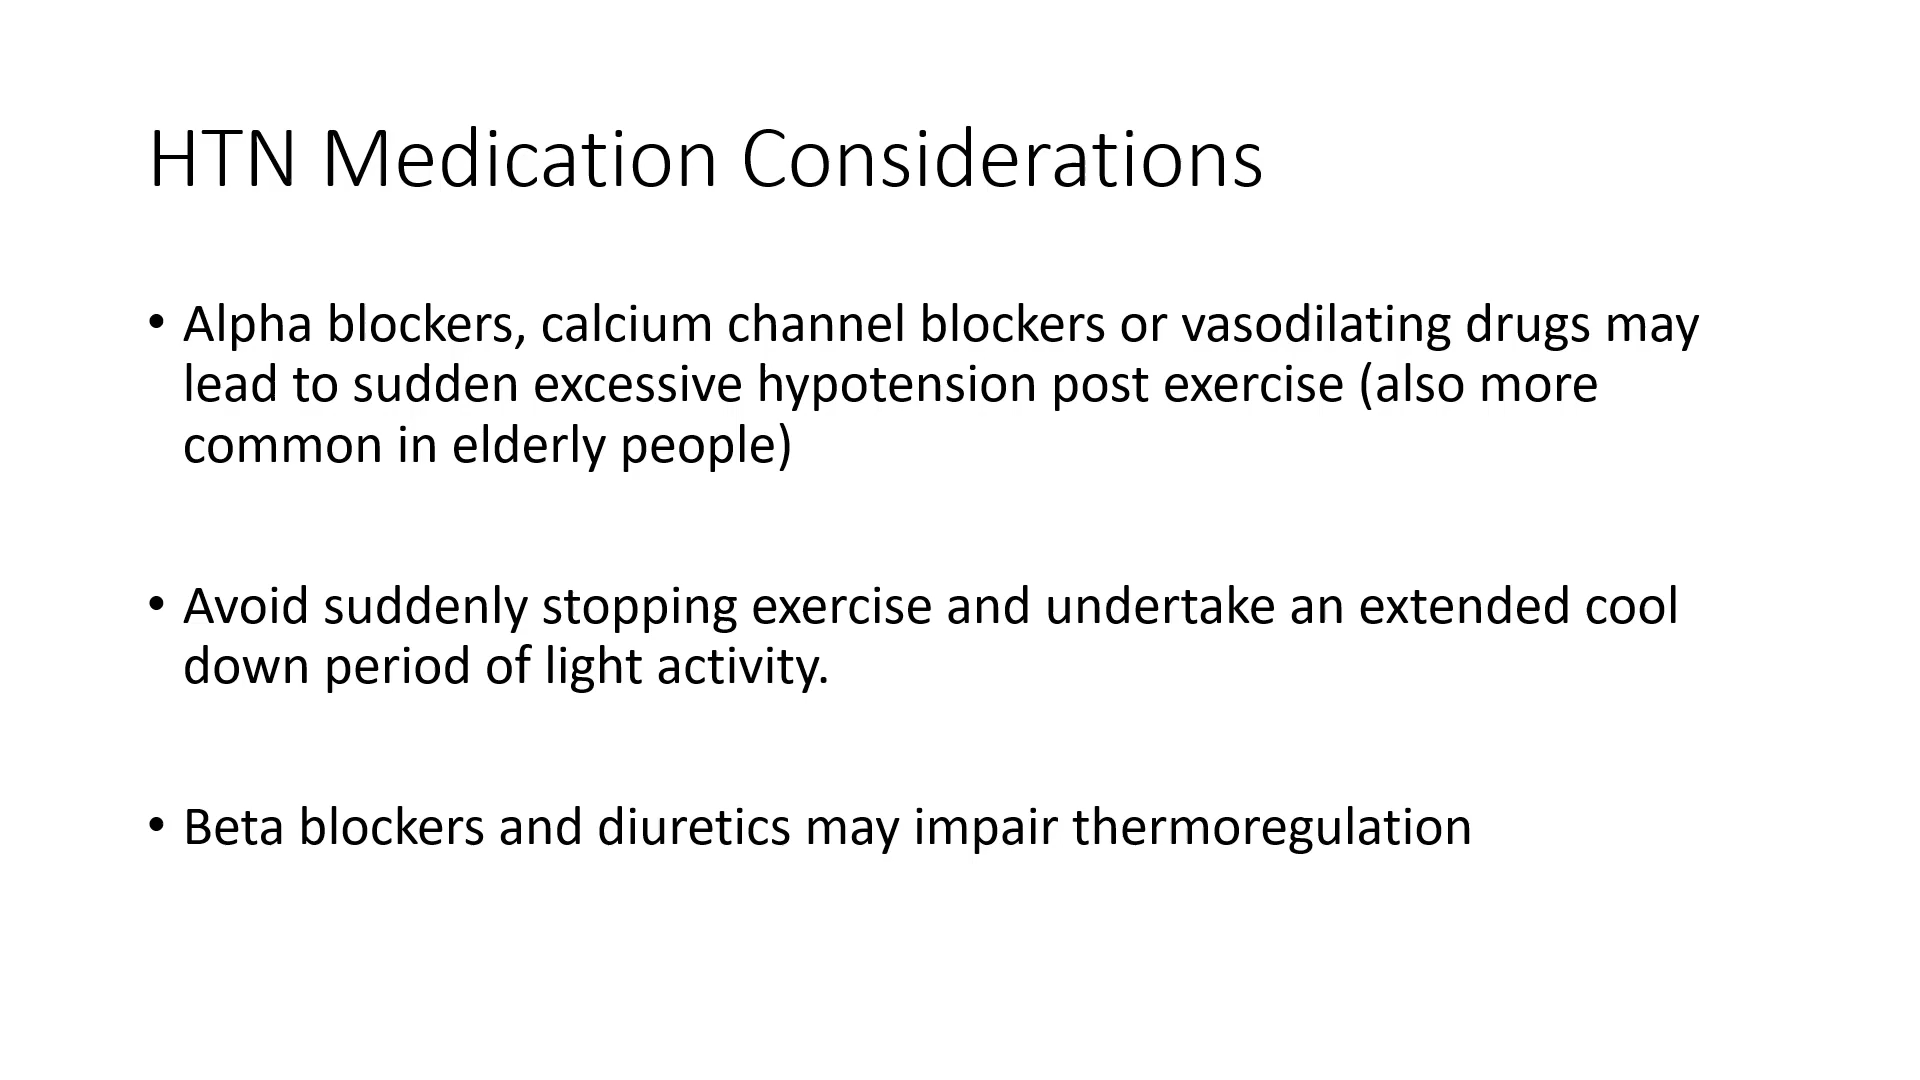 HTN Medication Considerations
• Alpha blockers, calcium channel blockers or vasodilating drugs may
lead to sudden excessive hypotension post exercise (also more
common in elderly people)
• Avoid suddenly stopping exercise and undertake an extended cool
down period of light activity.
• Beta blockers and diuretics may impair thermoregulation